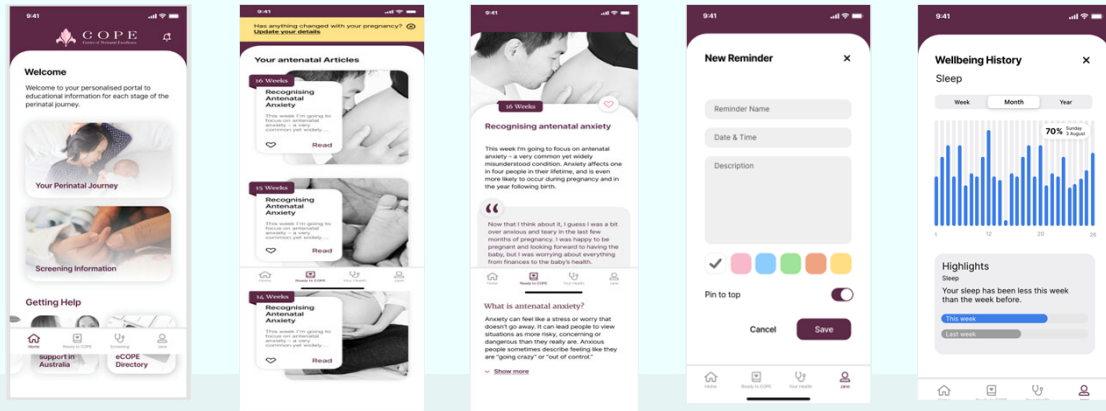 9:41
COPE
Centre of Perinatal Excellence
Welcome
Welcome to your personalised portal to
educational information for each stage of the
perinatal journey.
Your Perinatal Journey
Screening Information
Getting Help
Home
Ready to COPE
Screening
Jane
support in
Australia
eCOPE
Directory
9:41
Has anything changed with your pregnancy?
Update your details
Your antenatal Articles
16 Weeks
Recognising
Antenatal
Anxiety
This week I'm going to
focus on antenatal
anxiety – a very
common yet widely...
Read
15 Weeks
Recognising
Antenatal
Anxiety
This week I'm going to
focus on antenatal
anxiety – a very
common yet widely...
Read
Home
Ready to COPE
Your Health
Jane
14 Weeks
Recognising
Antenatal
Anxiety
This week I'm going to
focus on antenatal
anxiety – a very
common yet widely...
Read
9:41
16 Weeks
Recognising antenatal anxiety
This week I'm going to focus on antenatal
anxiety – a very common yet widely
misunderstood condition. Anxiety affects one
in four people in their lifetime, and is even
more likely to occur during pregnancy and in
the year following birth.
Now that I think about it, I guess I was a bit
over anxious and teary in the last few
months of pregnancy. I was happy to be
pregnant and looking forward to having the
baby, but I was worrying about everything
from finances to the baby's health.
Home
Ready to COPE
Your Health
Jane
What is antenatal anxiety?
Anxiety can feel like a stress or worry that
doesn't go away. It can lead people to view
situations as more risky, concerning or
dangerous than they really are. Anxious
people sometimes describe feeling like they
are "going crazy" or "out of control."
Show more
9:41
New Reminder
Reminder Name
Date & Time
Description
Pin to top
Cancel
Save
Home
Ready to COPE
Your Health
Jane
9:41
Wellbeing History
Sleep
Week
Month
Year
70%
Sunday
3 August
1
12
20
26
Highlights
Sleep
Your sleep has been less this week
than the week before.
This week
Last week